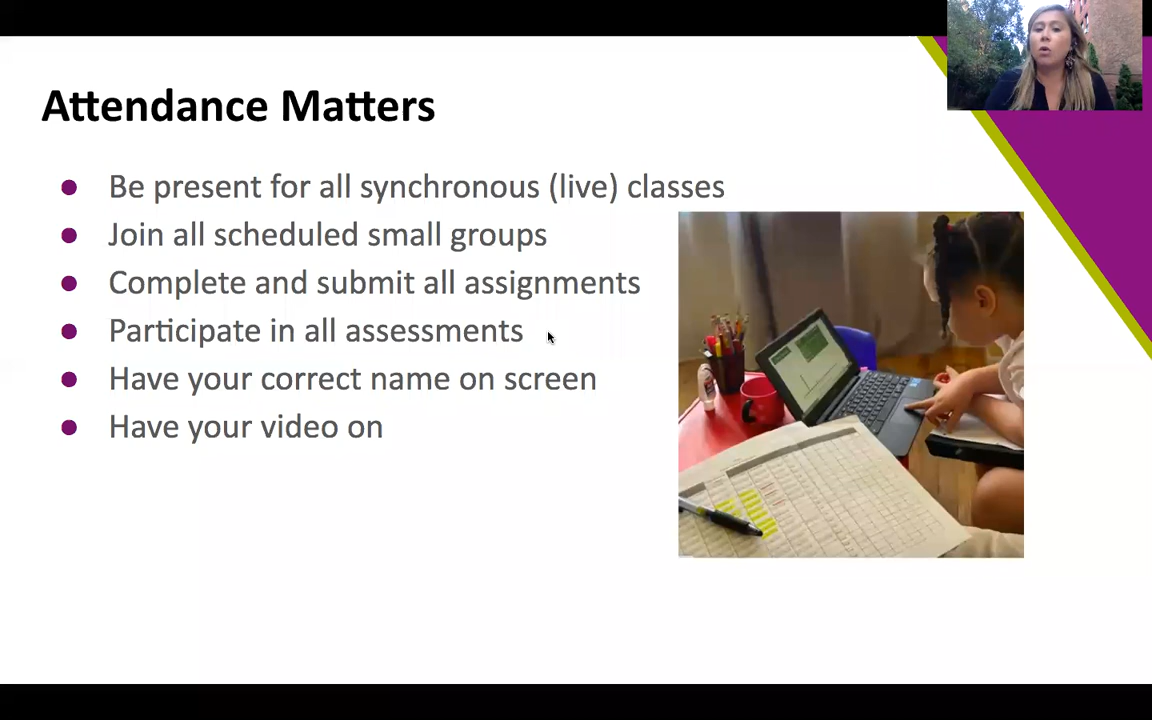 Attendance Matters
Be present for all synchronous (live) classes
Join all scheduled small groups
Complete and submit all assignments
Participate in all assessments
Have your correct name on screen
Have your video on